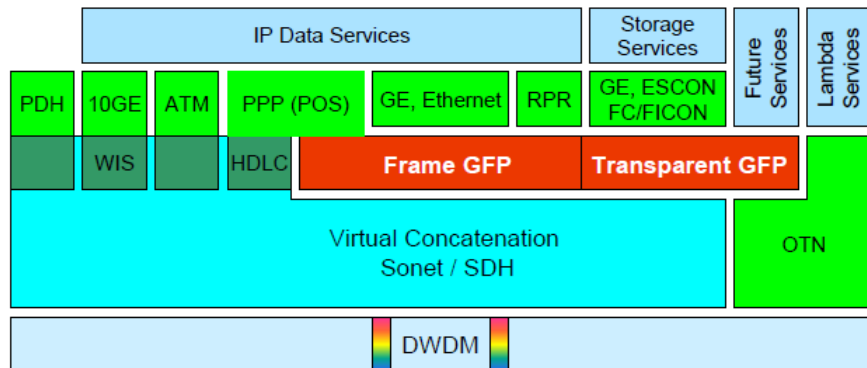 IP Data Services
Storage
Services
Future
Services
Lambda
Services
PDH
10GE
ATM
PPP (POS)
GE, Ethernet
RPR
GE, ESCON
FC/FICON
WIS
HDLC
Frame GFP
Transparent GFP
Virtual Concatenation
Sonet / SDH
OTN
DWDM